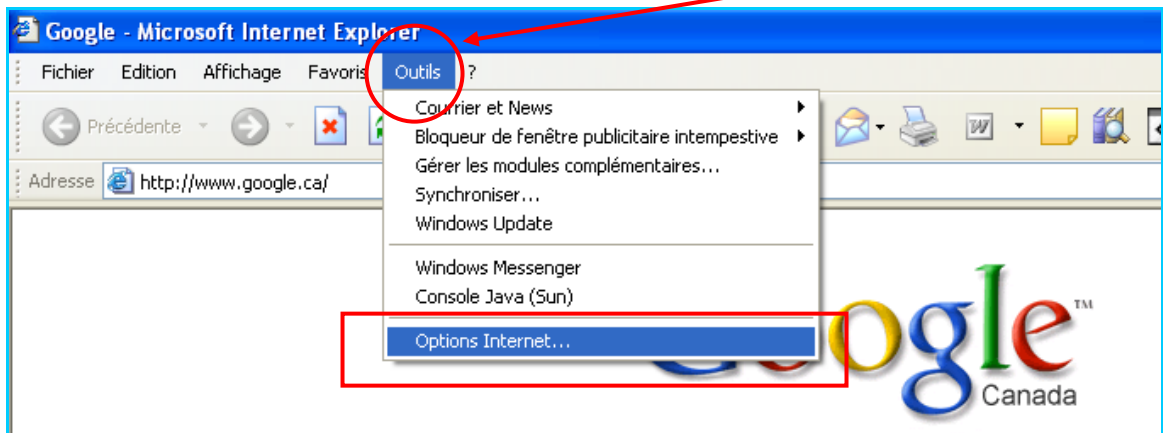 Google - Microsoft Internet Explorer
Fichier Edition Affichage Favoris Outils ?
Précédente
Courrier et News
Bloqueur de fenêtre publicitaire intempestive
Gérer les modules complémentaires...
Synchroniser...
Windows Update
Windows Messenger
Console Java (Sun)
Options Internet...
Adresse http://www.google.ca/
Google™
Canada